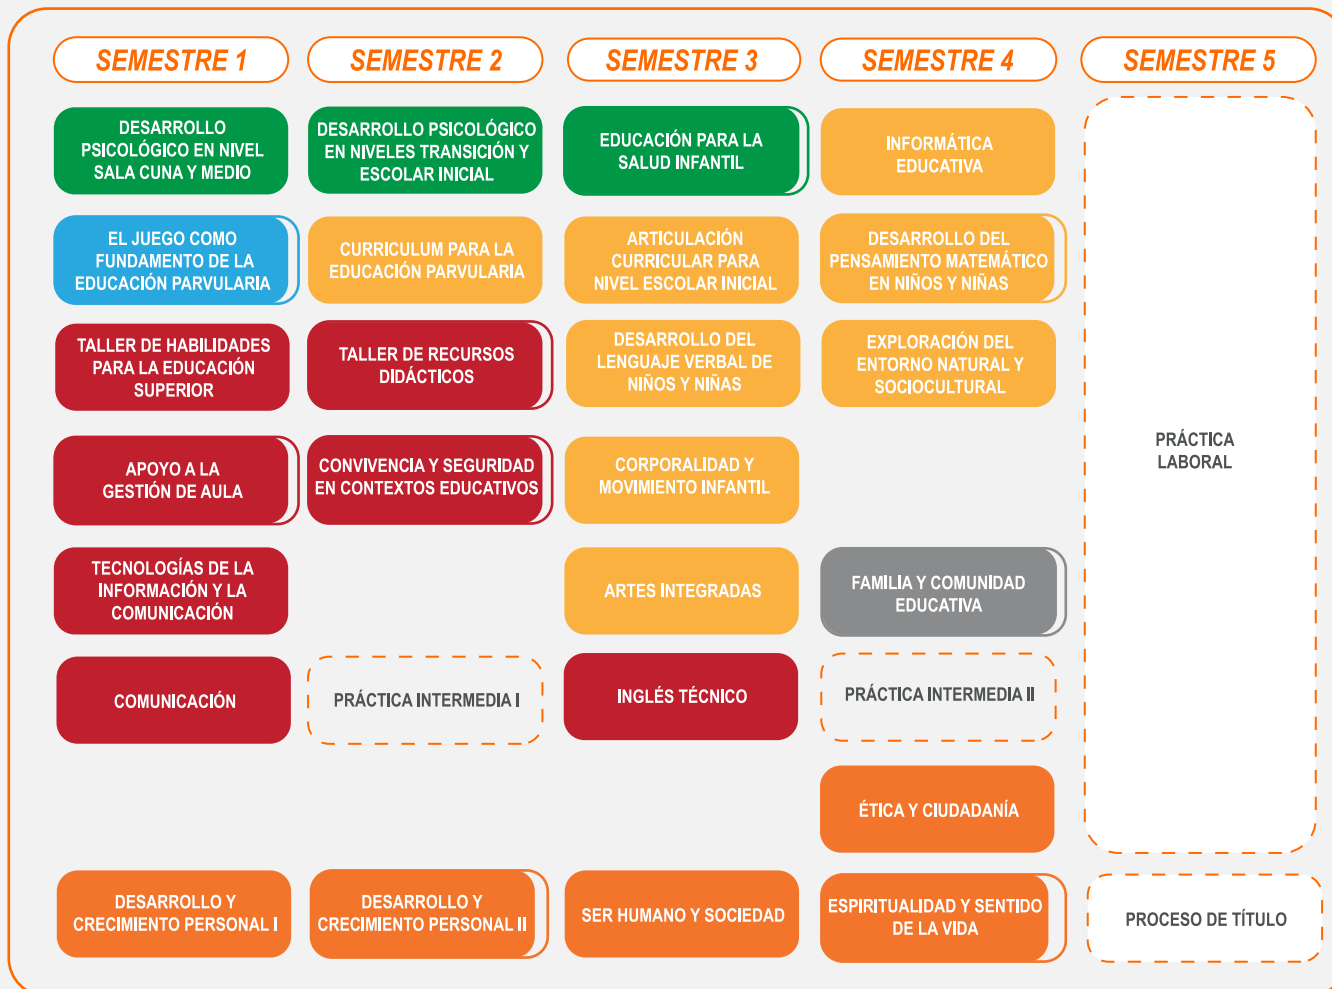 SEMESTRE 1
SEMESTRE 2
SEMESTRE 3
SEMESTRE 4
SEMESTRE 5
DESARROLLO
PSICOLÓGICO EN NIVEL
SALA CUNA Y MEDIO
DESARROLLO PSICOLÓGICO
EN NIVELES TRANSICIÓN Y
ESCOLAR INICIAL
EDUCACIÓN PARA LA
SALUD INFANTIL
INFORMÁTICA
EDUCATIVA
EL JUEGO COMO
FUNDAMENTO DE LA
EDUCACIÓN PARVULARIA
CURRICULUM PARA LA
EDUCACIÓN PARVULARIA
ARTICULACIÓN
CURRICULAR PARA
NIVEL ESCOLAR INICIAL
DESARROLLO DEL
PENSAMIENTO MATEMÁTICO
EN NIÑOS Y NIÑAS
TALLER DE HABILIDADES
PARA LA EDUCACIÓN
SUPERIOR
TALLER DE RECURSOS
DIDÁCTICOS
DESARROLLO DEL
LENGUAJE VERBAL DE
NIÑOS Y NIÑAS
EXPLORACIÓN DEL
ENTORNO NATURAL Y
SOCIOCULTURAL
PRÁCTICA
LABORAL
APOYO A LA
GESTIÓN DE AULA
CONVIVENCIA Y SEGURIDAD
EN CONTEXTOS EDUCATIVOS
CORPORALIDAD Y
MOVIMIENTO INFANTIL
TECNOLOGÍAS DE LA
INFORMACIÓN Y LA
COMUNICACIÓN
ARTES INTEGRADAS
FAMILIA Y COMUNIDAD
EDUCATIVA
COMUNICACIÓN
PRÁCTICA INTERMEDIA I
INGLÉS TÉCNICO
PRÁCTICA INTERMEDIA II
ÉTICA Y CIUDADANÍA
DESARROLLO Y
CRECIMIENTO PERSONAL I
DESARROLLO Y
CRECIMIENTO PERSONAL II
SER HUMANO Y SOCIEDAD
ESPIRITUALIDAD Y SENTIDO
DE LA VIDA
PROCESO DE TÍTULO